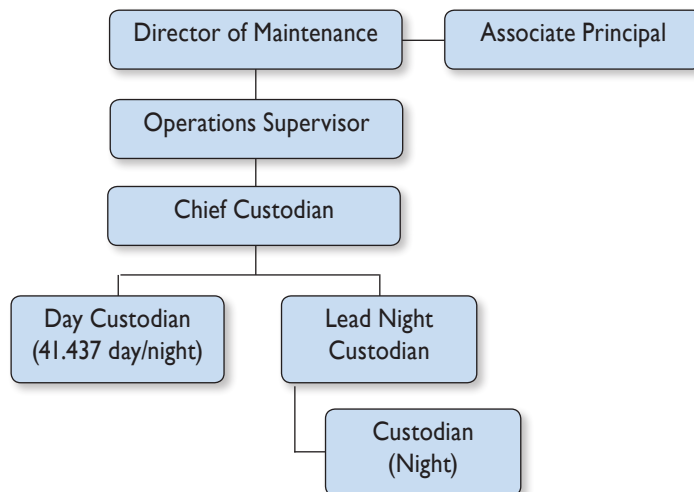 Director of Maintenance
Associate Principal
Operations Supervisor
Chief Custodian
Day Custodian
(41.437 day/night)
Lead Night
Custodian
Custodian
(Night)